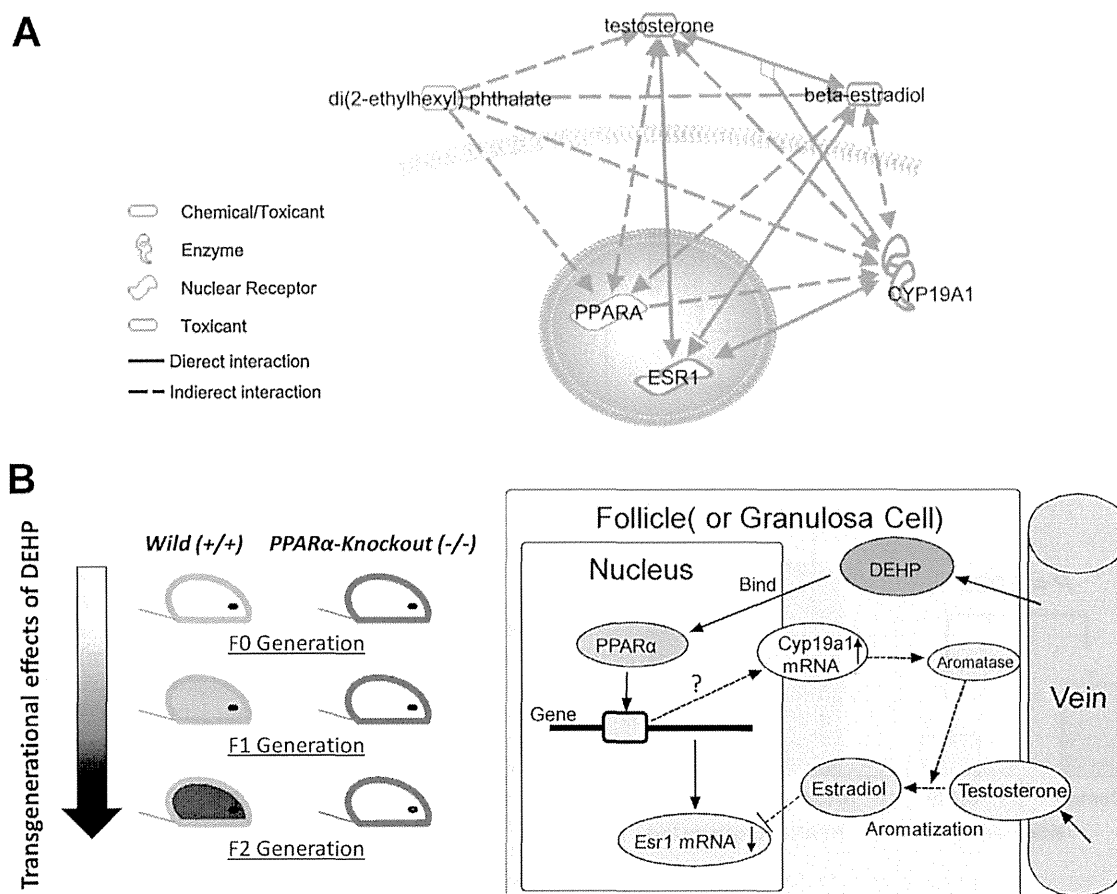 A
testosterone
di(2-ethylhexyl) phthalate
beta-estradiol
Chemical/Toxicant
Enzyme
Nuclear Receptor
Toxicant
Dierect interaction
Indierect interaction
PPARA
ESR1
CYP19A1
B
Transgenerational effects of DEHP
Wild (+/+)
PPARα-Knockout (-/-)
F0 Generation
F1 Generation
F2 Generation
Follicle( or Granulosa Cell)
Nucleus
Bind
DEHP
PPARα
Cyp19a1
mRNA
Aromatase
?
Gene
Vein
Estradiol
Testosterone
Aromatization
Esr1 mRNA